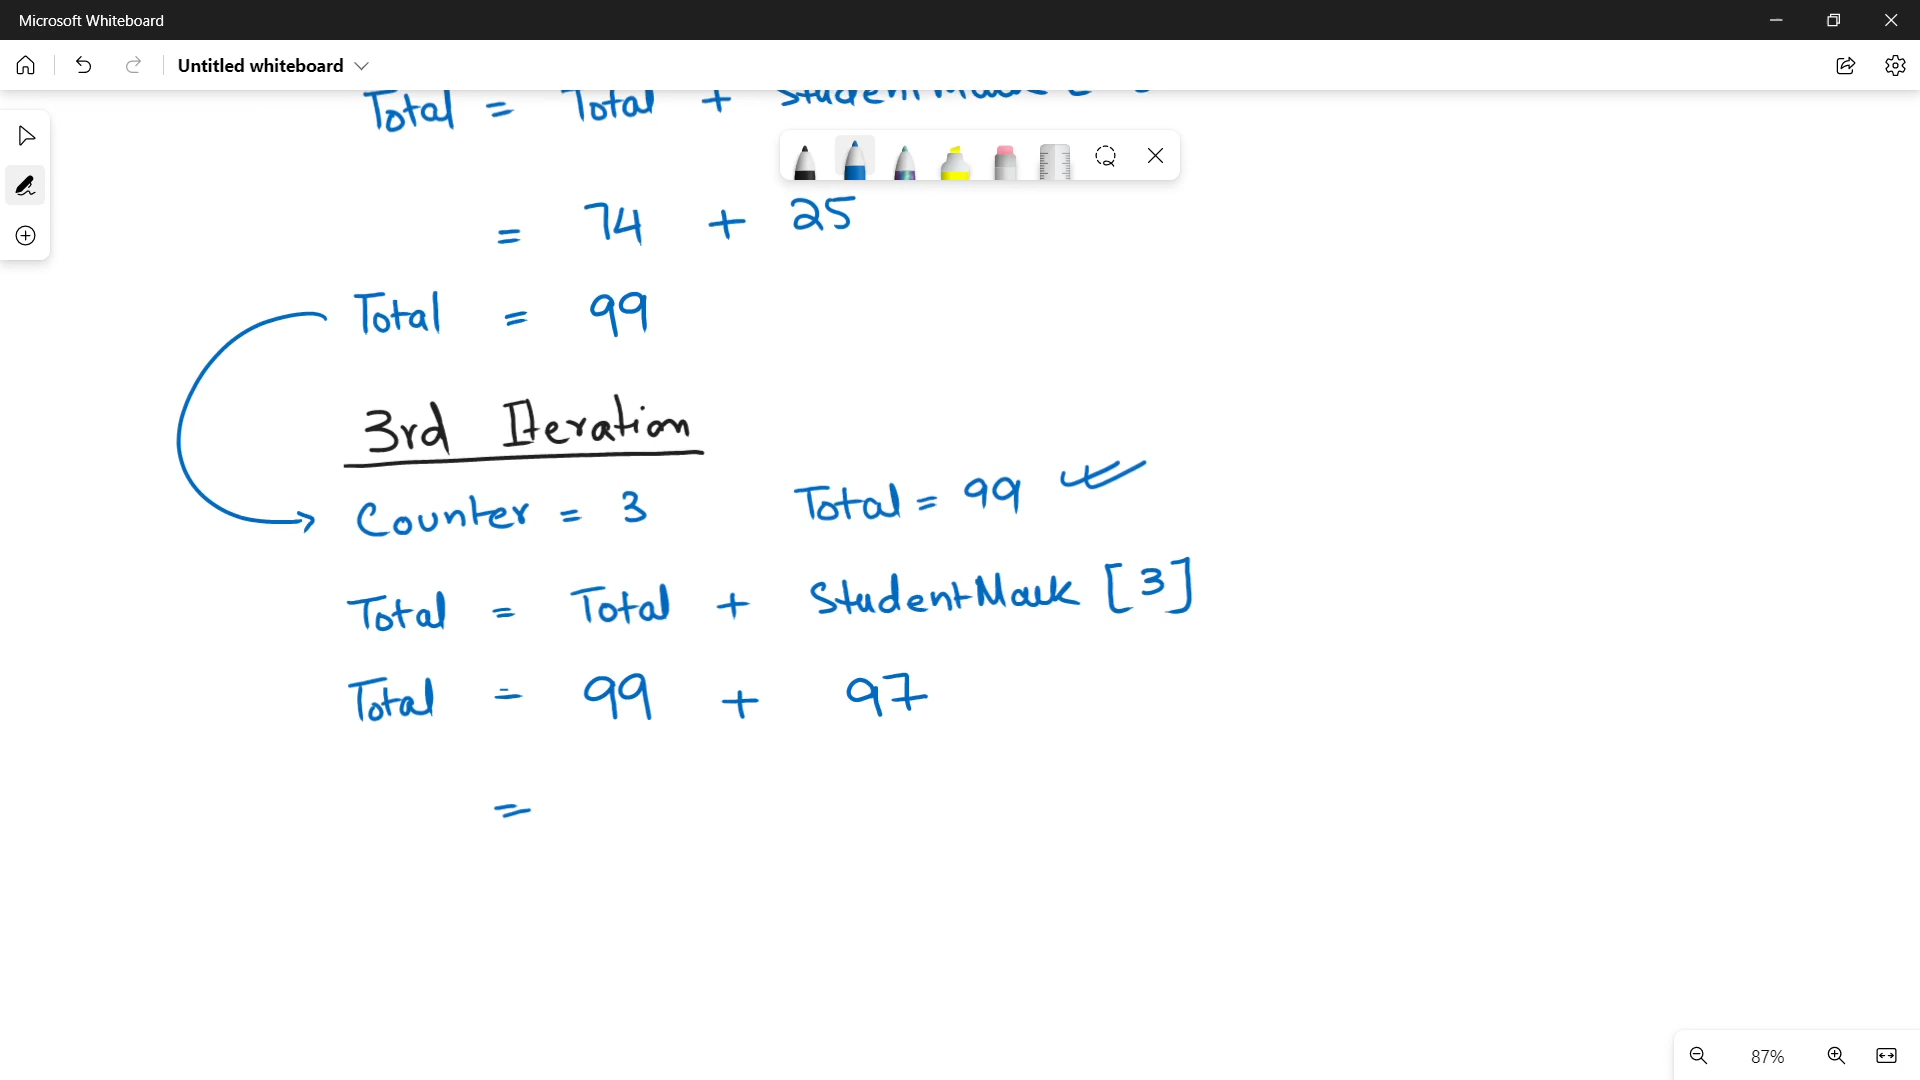 Microsoft Whiteboard
Untitled whiteboard
Total = Total + StudentMark
= 74 + 25
Total = 99
3rd Iteration
Counter = 3 Total = 99
Total = Total + StudentMark [3]
Total = 99 + 97
=
87%